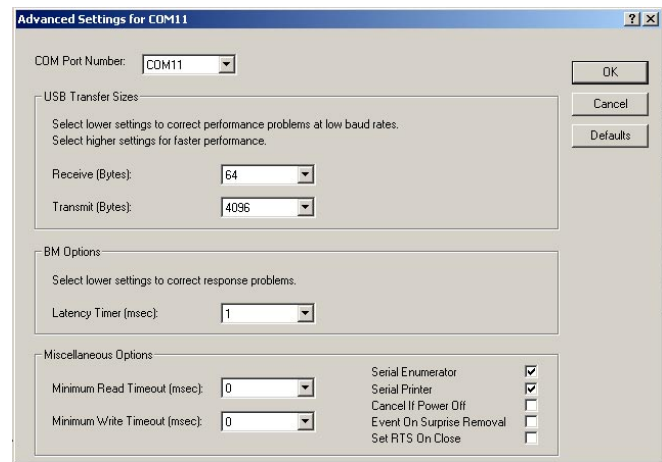 Advanced Settings for COM11
COM Port Number: COM11
OK
Cancel
Defaults
USB Transfer Sizes
Select lower settings to correct performance problems at low baud rates.
Select higher settings for faster performance.
Receive (Bytes): 64
Transmit (Bytes): 4096
BM Options
Select lower settings to correct response problems.
Latency Timer (msec): 1
Miscellaneous Options
Minimum Read Timeout (msec): 0
Minimum Write Timeout (msec): 0
Serial Enumerator
Serial Printer
Cancel If Power Off
Event On Surprise Removal
Set RTS On Close